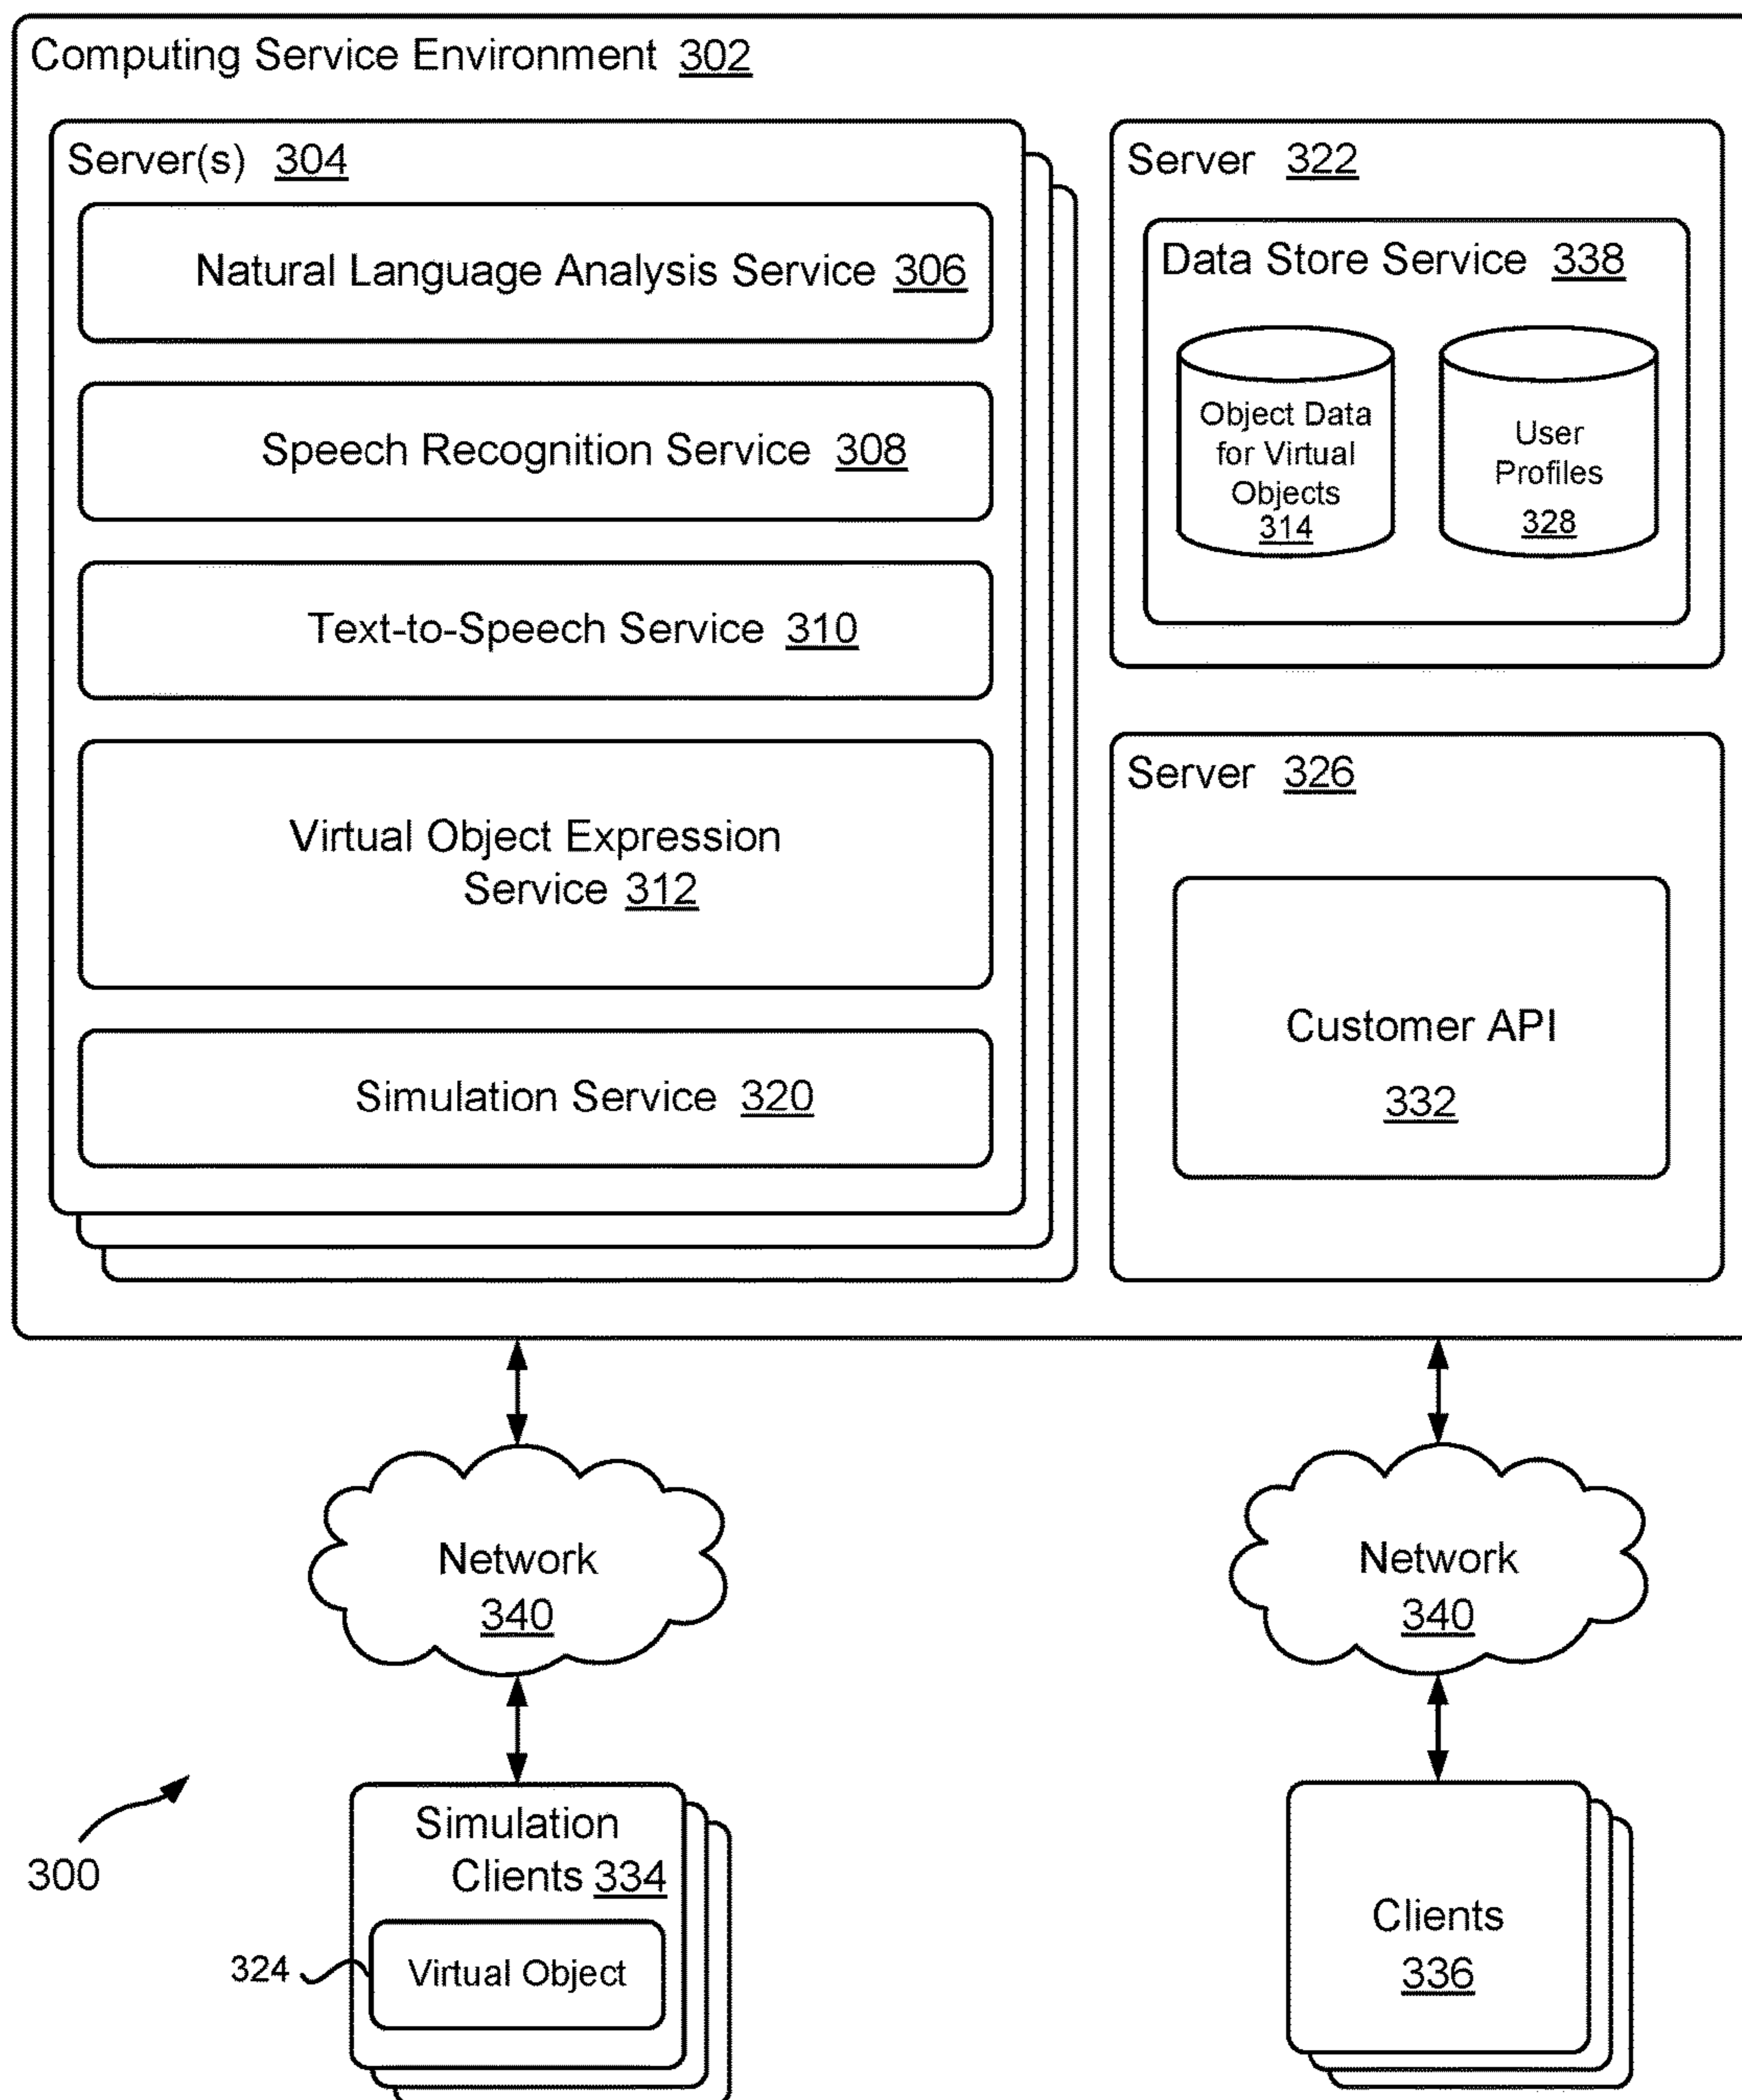 Computing Service Environment 302
Server(s) 304
Natural Language Analysis Service 306
Speech Recognition Service 308
Text-to-Speech Service 310
Virtual Object Expression
Service 312
Simulation Service 320
Server 322
Data Store Service 338
Object Data
for Virtual
Objects
314
User
Profiles
328
Server 326
Customer API
332
Network
340
Network
340
300
Simulation
Clients 334
324
Virtual Object
Clients
336